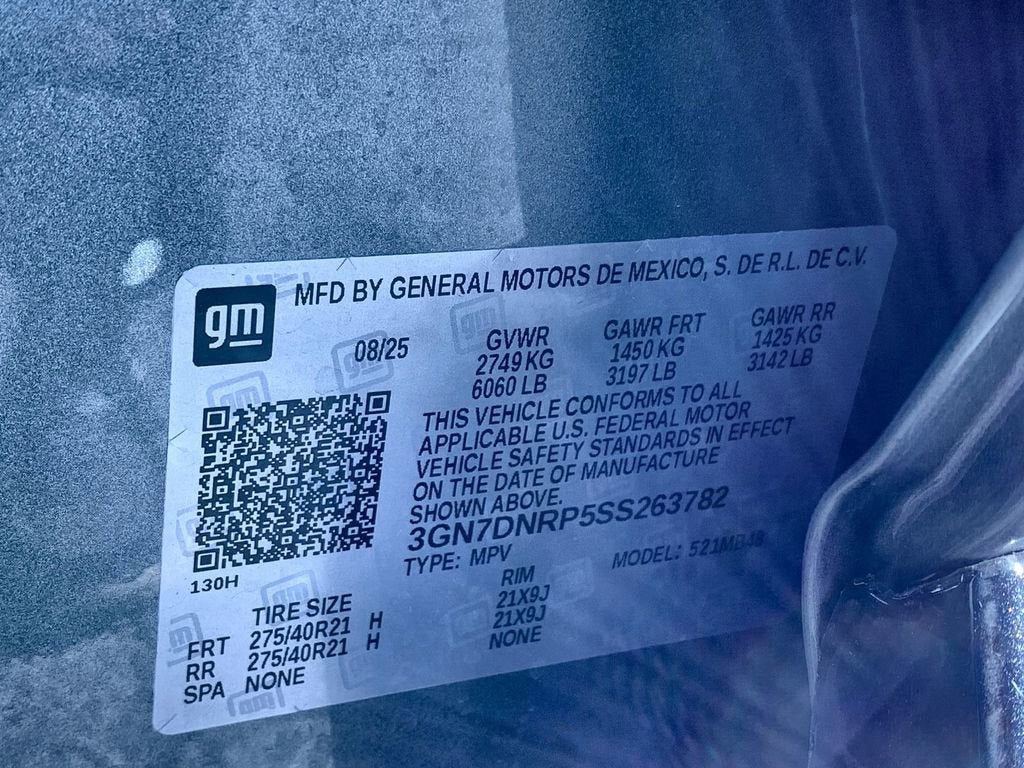 gm
MFD BY GENERAL MOTORS DE MEXICO, S. DE R.L. DE C.V.
08/25
GVWR GAWR FRT GAWR RR
2749 KG 1450 KG 1425 KG
6060 LB 3197 LB 3142 LB
THIS VEHICLE CONFORMS TO ALL
APPLICABLE U.S. FEDERAL MOTOR
VEHICLE SAFETY STANDARDS IN EFFECT
ON THE DATE OF MANUFACTURE
SHOWN ABOVE.
3GN7DNRP5SS263782
TYPE: MPV MODEL: 521MB48
130H
TIRE SIZE RIM
FRT 275/40R21 H 21X9J
RR 275/40R21 H 21X9J
SPA NONE NONE